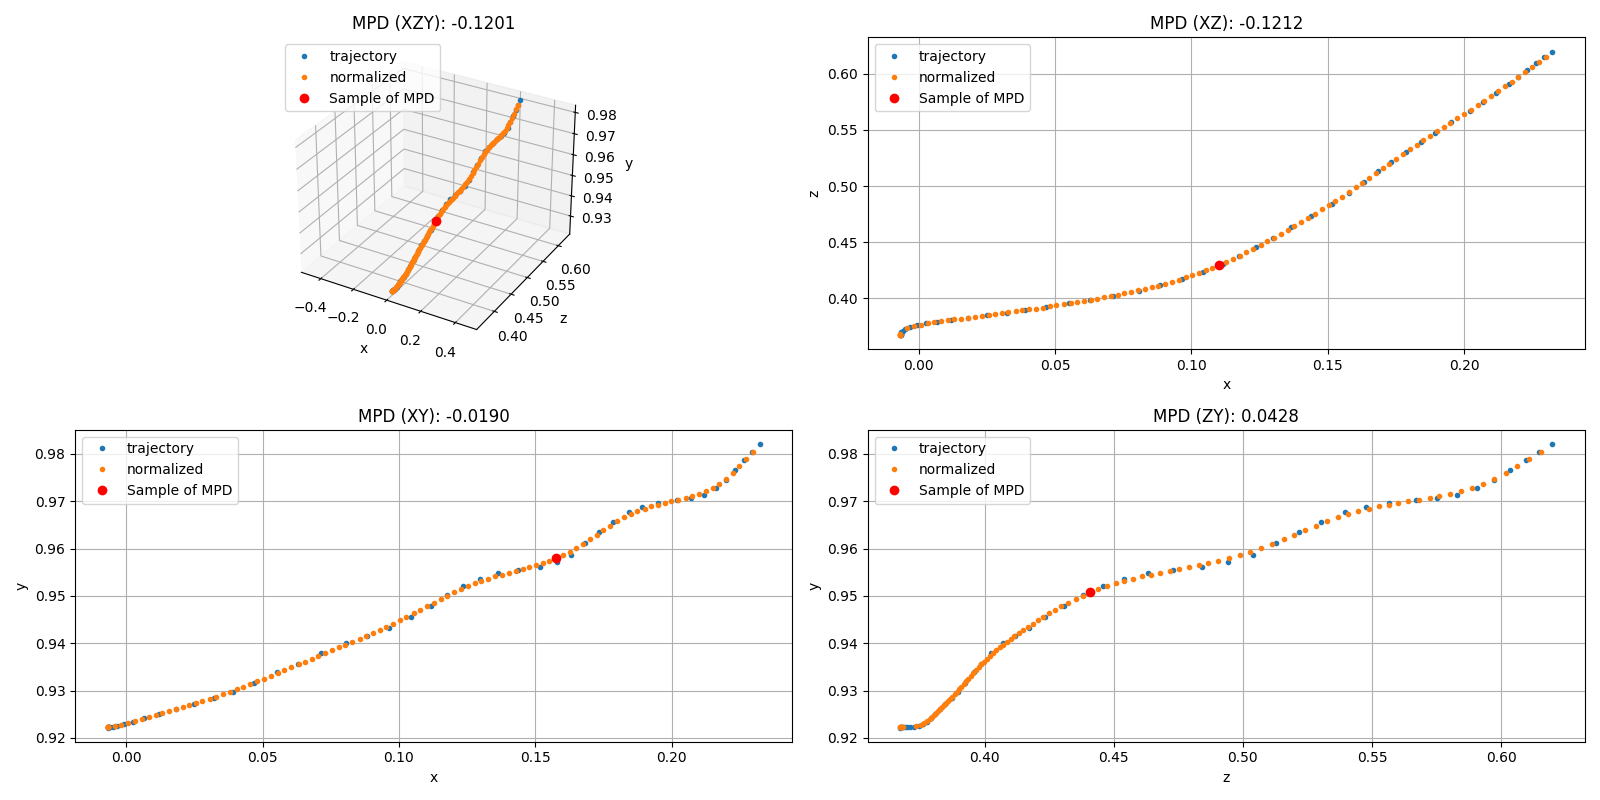 MPD (XZY): -0.1201
trajectory
normalized
Sample of MPD
0.98
0.97
0.96
0.95
0.94
0.93
y
0.60
0.55
0.50
0.45
0.40
z
−0.4
−0.2
0.0
0.2
0.4
x
MPD (XZ): -0.1212
trajectory
normalized
Sample of MPD
0.60
0.55
0.50
0.45
0.40
z
0.00 0.05 0.10 0.15 0.20
x
MPD (XY): -0.0190
trajectory
normalized
Sample of MPD
0.98
0.97
0.96
0.95
0.94
0.93
0.92
y
0.00 0.05 0.10 0.15 0.20
x
MPD (ZY): 0.0428
trajectory
normalized
Sample of MPD
0.98
0.97
0.96
0.95
0.94
0.93
0.92
y
0.40 0.45 0.50 0.55 0.60
z